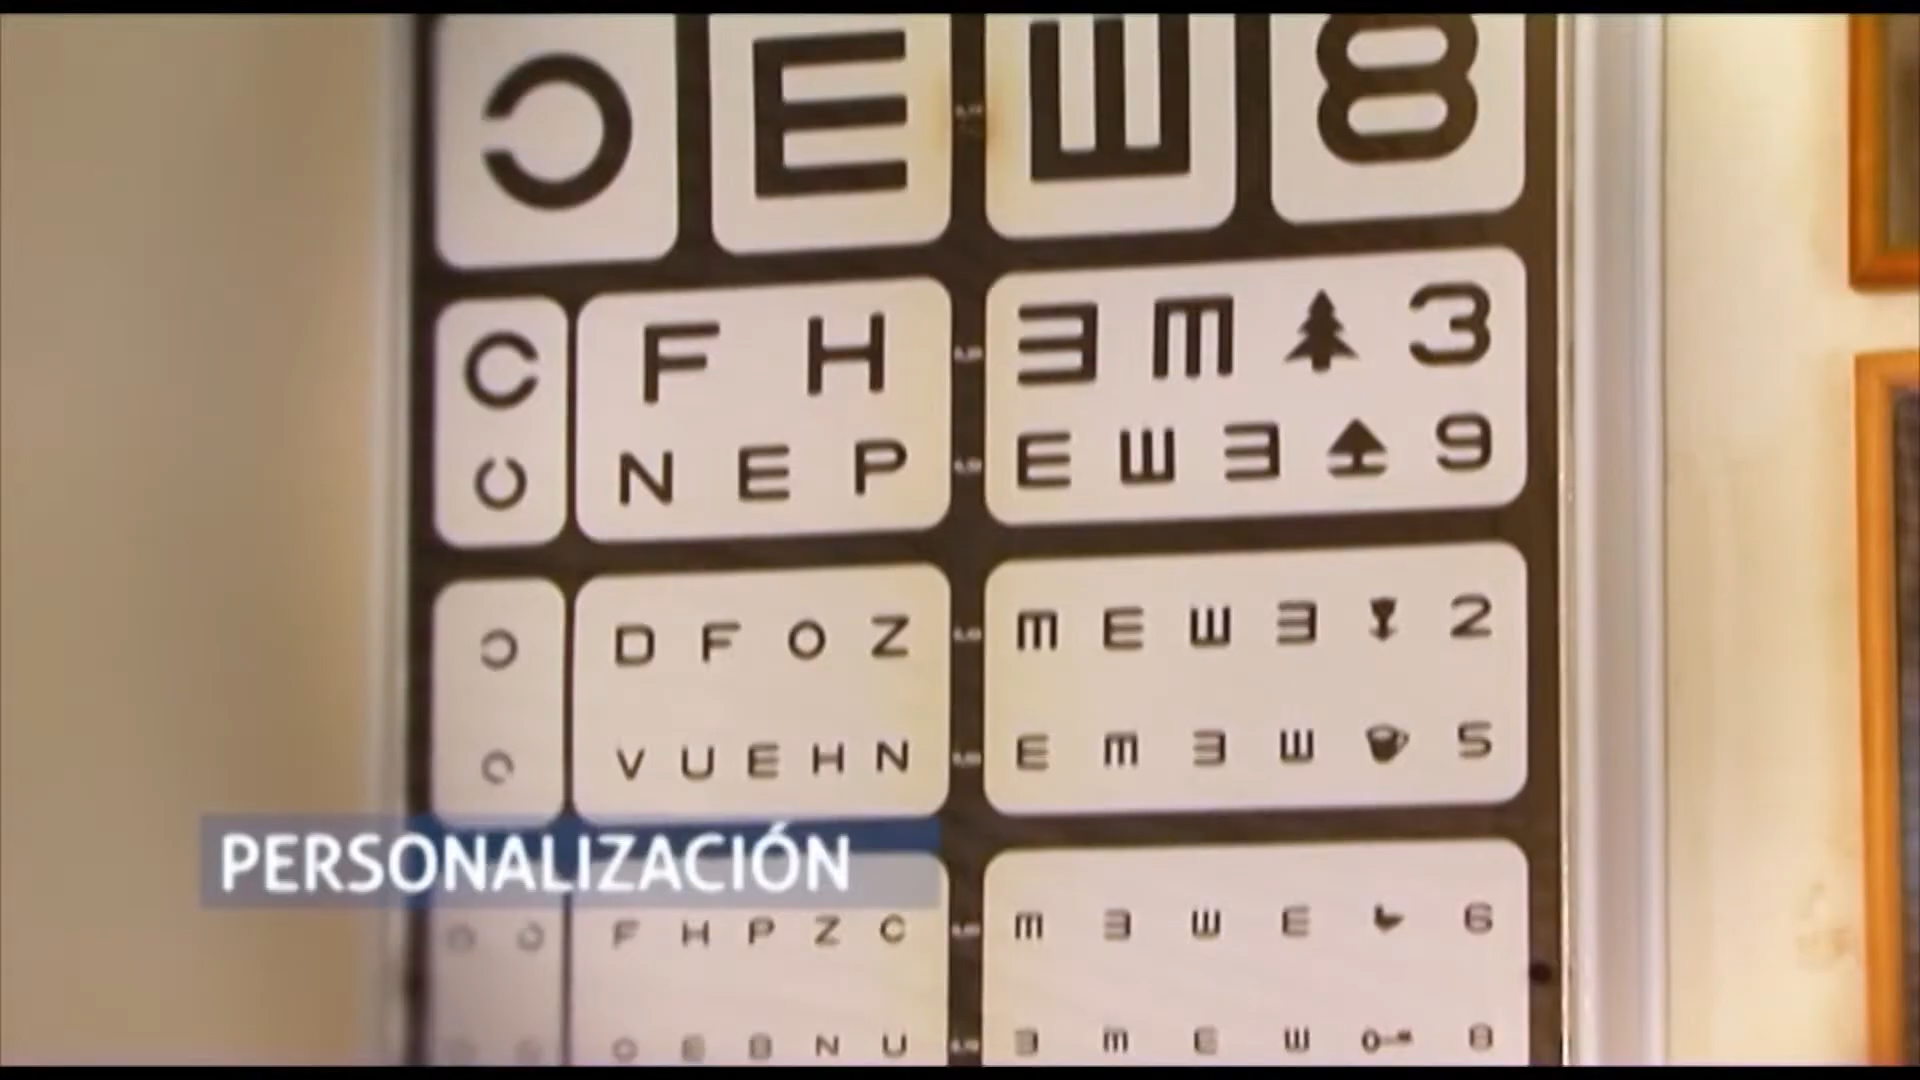 E 8
F H 3
N E P E 9
D F O Z E 2
V U E H N E 5
PERSONALIZACIÓN
F H P Z C E 6
O E B N U E 8